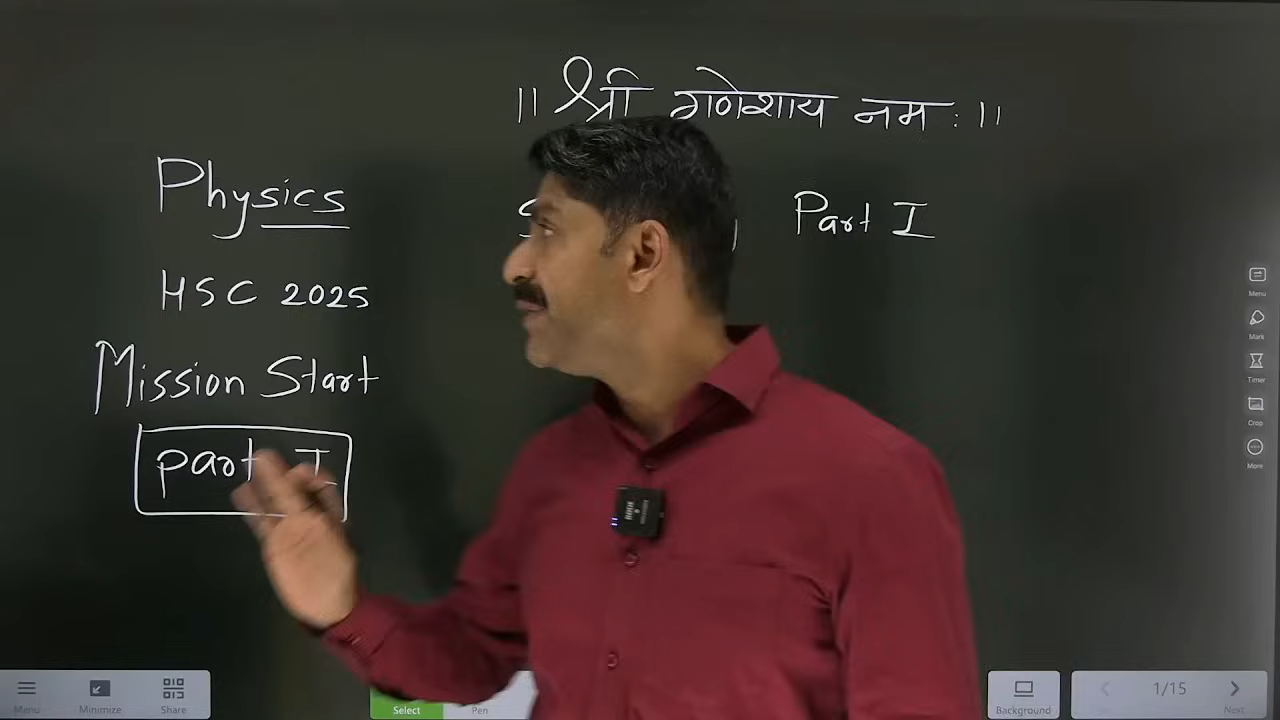 ॥ श्री गणेशाय नमः ॥
Physics
Part I
HSC 2025
Mission Start
Part I
Menu
Mark
Timer
Crop
More
Menu
Minimize
Share
Select
Pen
Background
1/15
Next